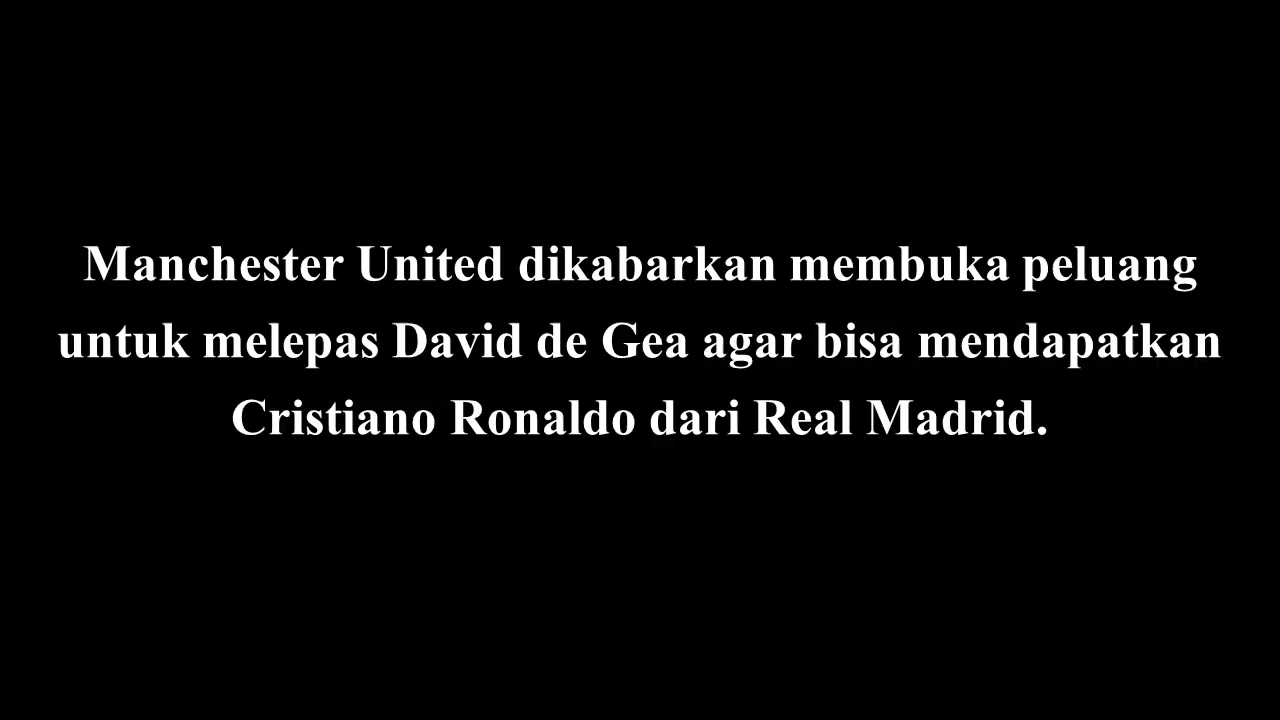 Manchester United dikabarkan membuka peluang
untuk melepas David de Gea agar bisa mendapatkan
Cristiano Ronaldo dari Real Madrid.